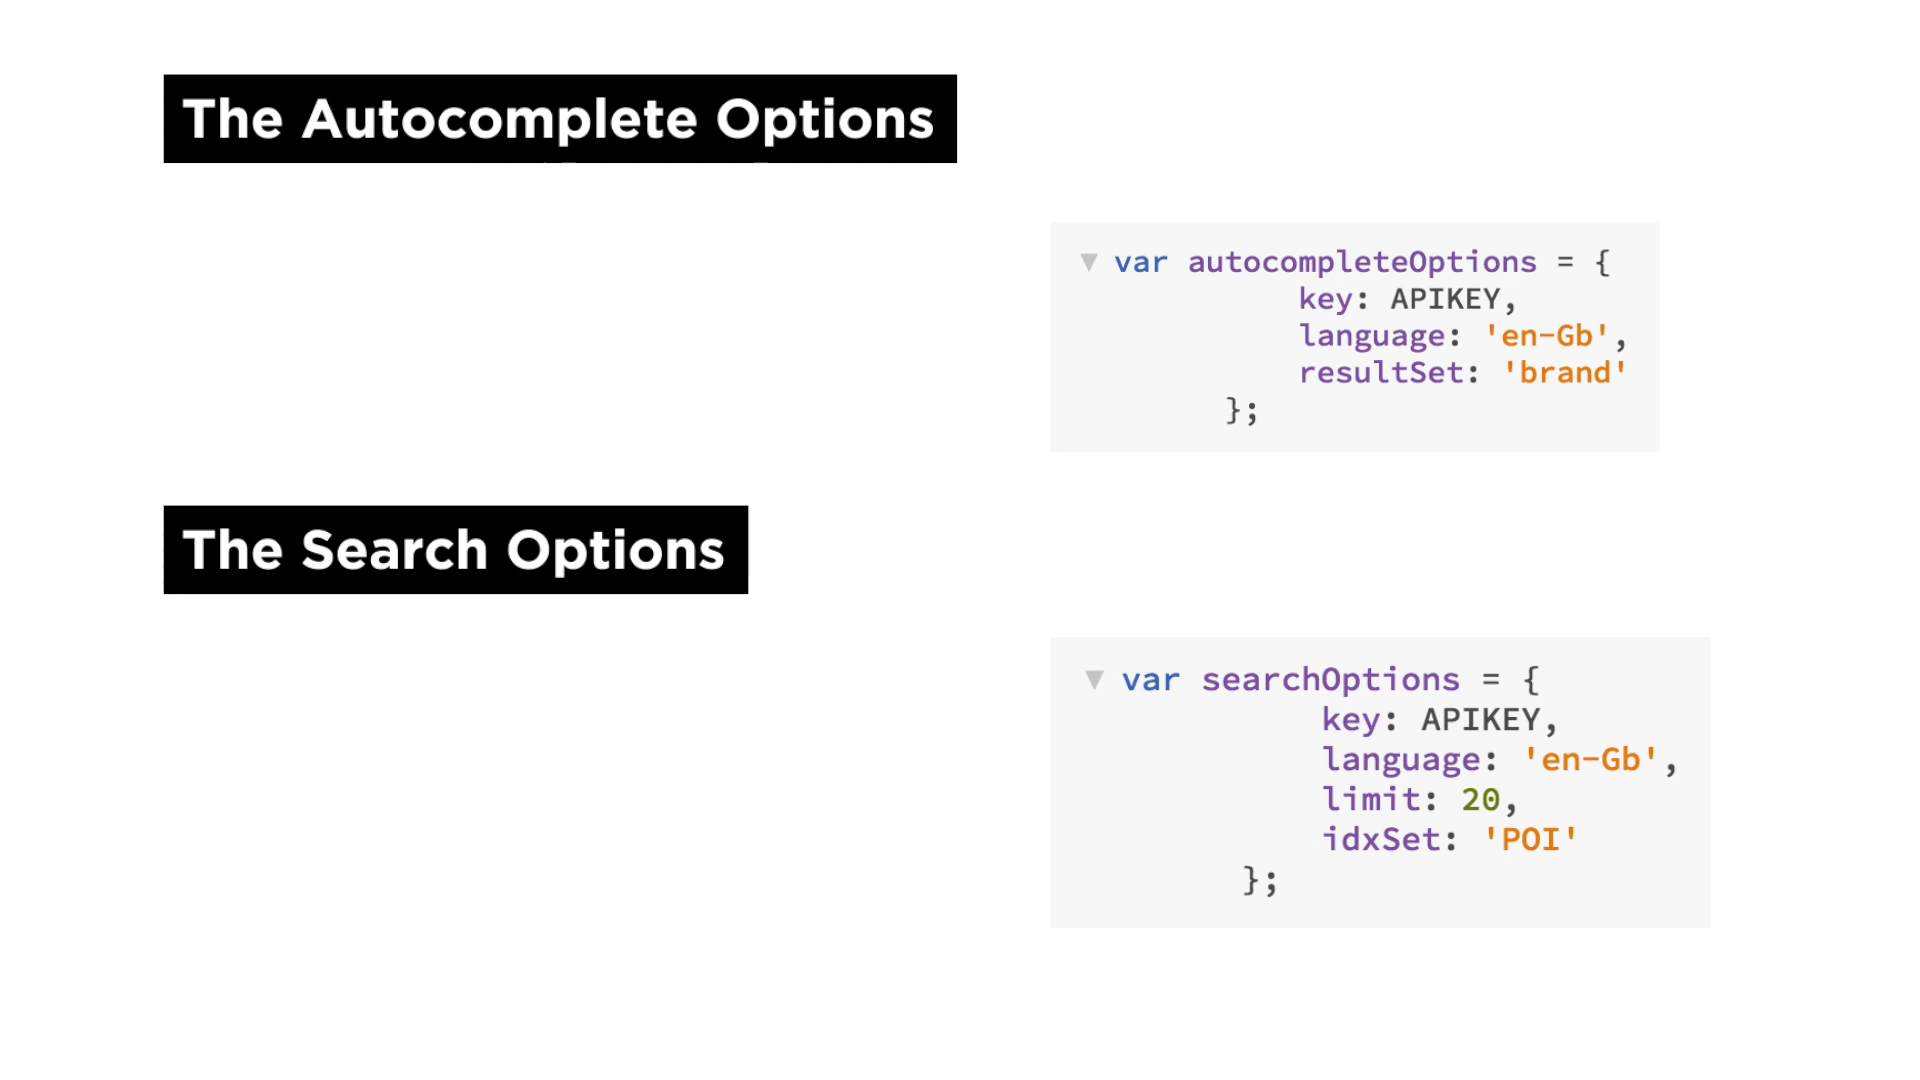 The Autocomplete Options
var autocompleteOptions = {
key: APIKEY,
language: 'en-Gb',
resultSet: 'brand'
};
The Search Options
var searchOptions = {
key: APIKEY,
language: 'en-Gb',
limit: 20,
idxSet: 'POI'
};